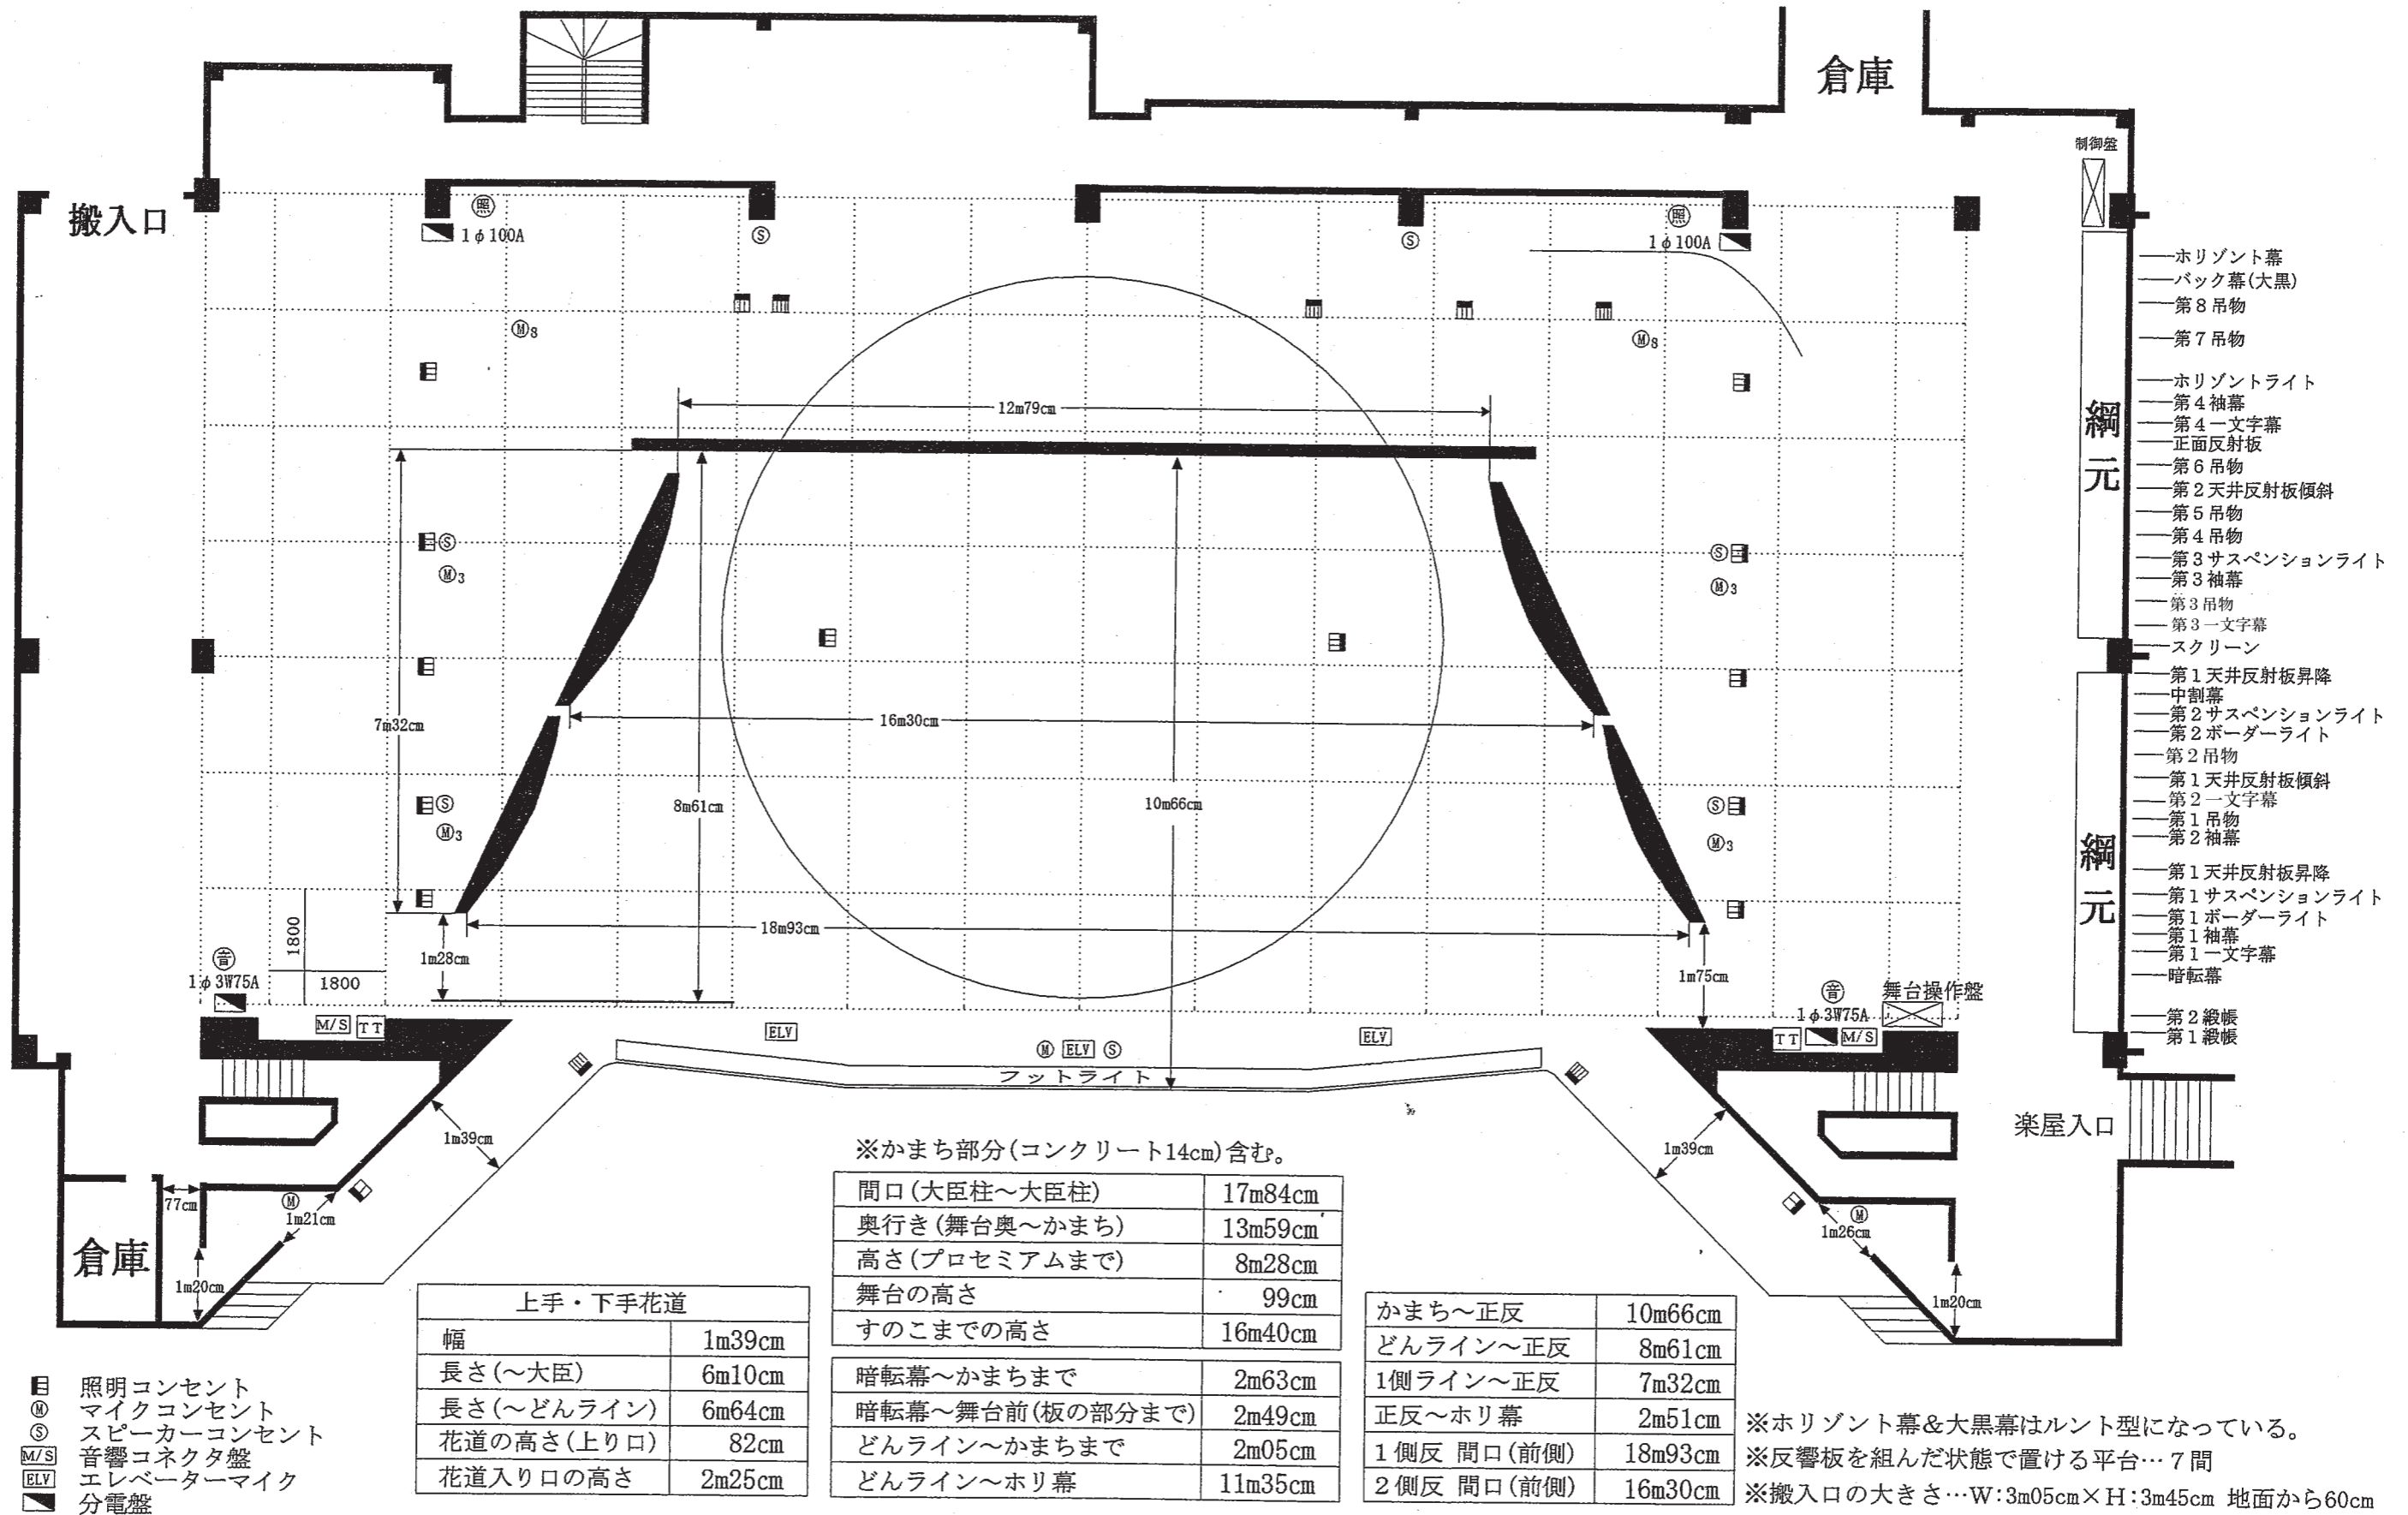 倉庫
制御盤
搬入口
照
1φ100A
Ⓢ
Ⓢ
照
1φ100A
Ⓜ8
Ⓜ8
12m79cm
Ⓢ
Ⓜ3
Ⓢ
Ⓜ3
7m32cm
16m30cm
8m61cm
10m66cm
Ⓢ
Ⓜ3
Ⓢ
Ⓜ3
18m93cm
1m28cm
1m75cm
1800
1800
音
1φ3W75A
M/S
TT
音
1φ3W75A
舞台操作盤
TT
M/S
ELV
Ⓜ
ELV
Ⓢ
ELV
フットライト
1m39cm
1m39cm
77cm
Ⓜ
1m21cm
1m20cm
倉庫
Ⓜ
1m26cm
1m20cm
楽屋入口
綱元
綱元
ホリゾント幕
バック幕(大黒)
第8吊物
第7吊物
ホリゾントライト
第4袖幕
第4一文字幕
正面反射板
第6吊物
第2天井反射板傾斜
第5吊物
第4吊物
第3サスペンションライト
第3袖幕
第3吊物
第3一文字幕
スクリーン
第1天井反射板昇降
中割幕
第2サスペンションライト
第2ボーダーライト
第2吊物
第1天井反射板傾斜
第2一文字幕
第1吊物
第2袖幕
第1天井反射板昇降
第1サスペンションライト
第1ボーダーライト
第1袖幕
第1一文字幕
暗転幕
第2緞帳
第1緞帳
※かまち部分(コンクリート14cm)含む。
間口(大臣柱～大臣柱) 17m84cm
奥行き(舞台奥～かまち) 13m59cm
高さ(プロセミアムまで) 8m28cm
舞台の高さ 99cm
すのこまでの高さ 16m40cm
上手・下手花道
幅 1m39cm
長さ(～大臣) 6m10cm
長さ(～どんライン) 6m64cm
花道の高さ(上り口) 82cm
花道入り口の高さ 2m25cm
暗転幕～かまちまで 2m63cm
暗転幕～舞台前(板の部分まで) 2m49cm
どんライン～かまちまで 2m05cm
どんライン～ホリ幕 11m35cm
かまち～正反 10m66cm
どんライン～正反 8m61cm
1側ライン～正反 7m32cm
正反～ホリ幕 2m51cm
1側反 間口(前側) 18m93cm
2側反 間口(前側) 16m30cm
照明コンセント
Ⓜ マイクコンセント
Ⓢ スピーカーコンセント
M/S 音響コネクタ盤
ELV エレベーターマイク
分電盤
※ホリゾント幕&大黒幕はルント型になっている。
※反響板を組んだ状態で置ける平台…7間
※搬入口の大きさ…W:3m05cm×H:3m45cm 地面から60cm